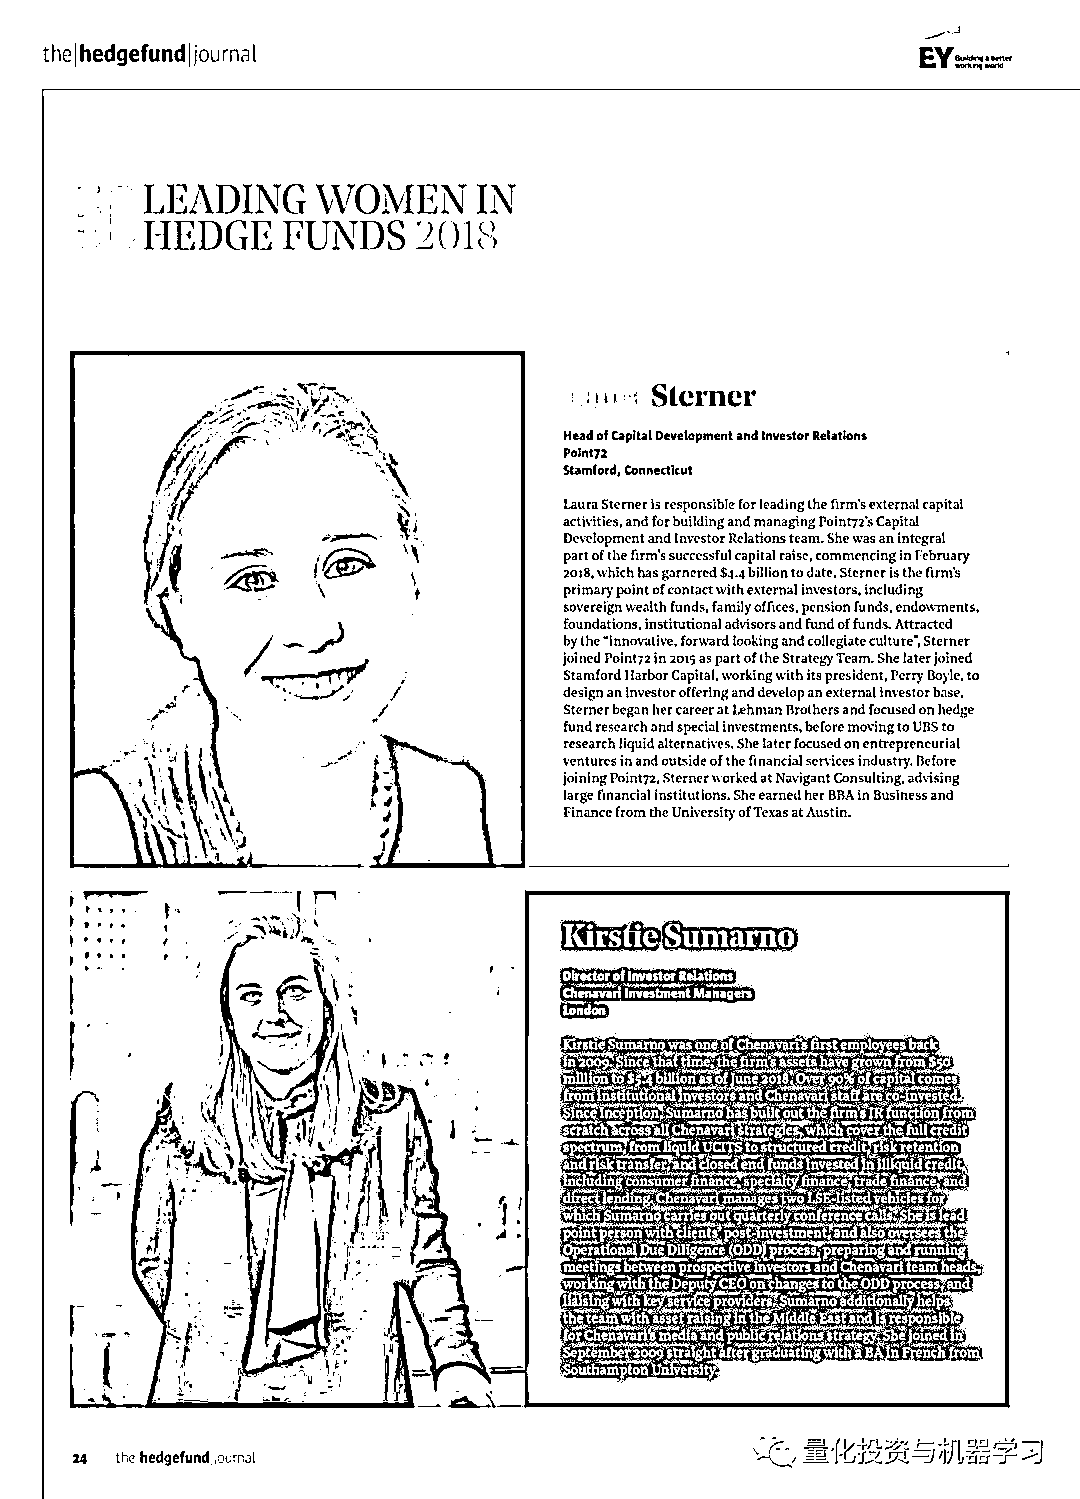 the|hedgefund|journal
EY Building a better
working world
LEADING WOMEN IN
HEDGE FUNDS 2018
Sterner
Head of Capital Development and Investor Relations
Point72
Stamford, Connecticut
Laura Sterner is responsible for leading the firm's external capital
activities, and for building and managing Point72's Capital
Development and Investor Relations team. She was an integral
part of the firm's successful capital raise, commencing in February
2018, which has garnered $4.4 billion to date. Sterner is the firm's
primary point of contact with external investors, including
sovereign wealth funds, family offices, pension funds, endowments,
foundations, institutional advisors and fund of funds. Attracted
by the "innovative, forward looking and collegiate culture", Sterner
joined Point72 in 2015 as part of the Strategy Team. She later joined
Stamford Harbor Capital, working with its president, Perry Boyle, to
design an investor offering and develop an external investor base.
Sterner began her career at Lehman Brothers and focused on hedge
fund research and special investments, before moving to UBS to
research liquid alternatives. She later focused on entrepreneurial
ventures in and outside of the financial services industry. Before
joining Point72, Sterner worked at Navigant Consulting, advising
large financial institutions. She earned her BBA in Business and
Finance from the University of Texas at Austin.
Kirstie Sumarno
Director of Investor Relations
Chenavari Investment Managers
London
Kirstie Sumarno was one of Chenavari's first employees back
in 2009. Since that time, the firm's assets have grown from $50
million to $5.4 billion as of June 2018. Over 90% of capital comes
from institutional investors and Chenavari staff are co-invested.
Since inception, Sumarno has built out the firm's IR function from
scratch across all Chenavari strategies, which cover the full credit
spectrum, from liquid UCITS to structured credit, risk retention
and risk transfer, and closed end funds invested in illiquid credit,
including consumer finance, specialty finance, trade finance, and
direct lending. Chenavari manages two LSE-listed vehicles for
which Sumarno carries out quarterly conference calls. She is lead
point person with clients, post-investment, and also oversees the
Operational Due Diligence (ODD) process, preparing and running
meetings between prospective investors and Chenavari team heads,
working with the Deputy CEO on changes to the ODD process, and
liaising with key service providers. Sumarno additionally helps
the team with asset raising in the Middle East and is responsible
for Chenavari's media and public relations strategy. She joined in
September 2009 straight after graduating with a BA in French from
Southampton University.
24 the|hedgefund|journal
量化投资与机器学习